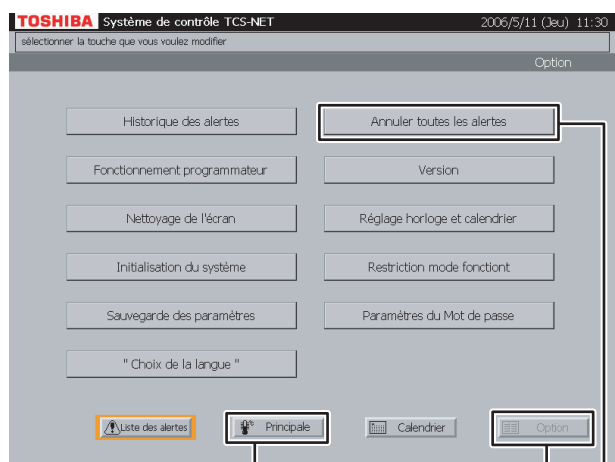 TOSHIBA Système de contrôle TCS-NET 2006/5/11 (Jeu) 11:30
sélectionner la touche que vous voulez modifier
Option
Historique des alertes Annuler toutes les alertes
Fonctionnement programmateur Version
Nettoyage de l'écran Réglage horloge et calendrier
Initialisation du système Restriction mode fonctiont
Sauvegarde des paramètres Paramètres du Mot de passe
" Choix de la langue "
Liste des alertes Principale Calendrier Option